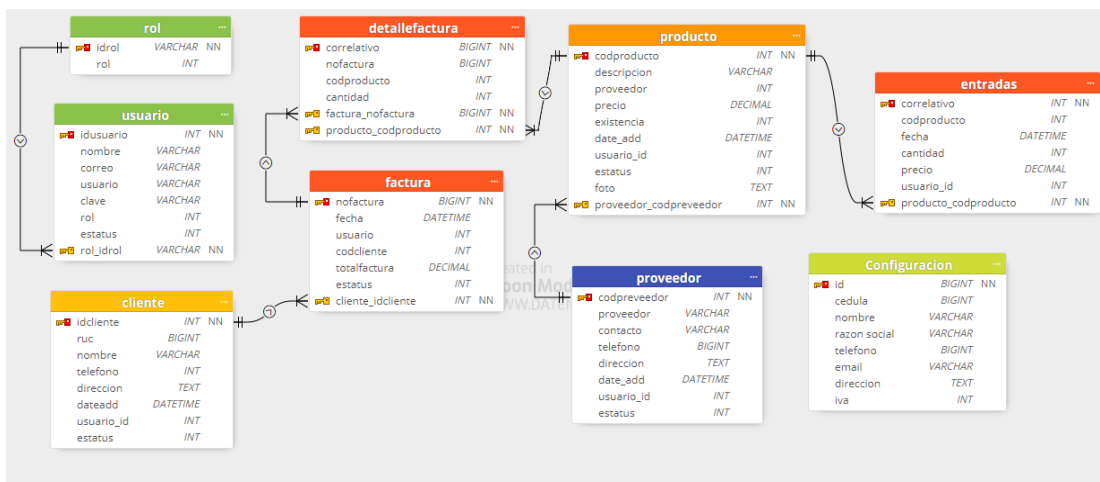 rol
idrol VARCHAR NN
rol INT
usuario
idusuario INT NN
nombre VARCHAR
correo VARCHAR
usuario VARCHAR
clave VARCHAR
rol INT
estatus INT
rol_idrol VARCHAR NN
cliente
idcliente INT NN
ruc BIGINT
nombre VARCHAR
telefono INT
direccion TEXT
dateadd DATETIME
usuario_id INT
estatus INT
detallefactura
correlativo BIGINT NN
nofactura BIGINT
codproducto INT
cantidad INT
factura_nofactura BIGINT NN
producto_codproducto INT NN
factura
nofactura BIGINT NN
fecha DATETIME
usuario INT
codcliente INT
totalfactura DECIMAL
estatus INT
cliente_idcliente INT NN
producto
codproducto INT NN
descripcion VARCHAR
proveedor INT
precio DECIMAL
existencia INT
date_add DATETIME
usuario_id INT
estatus INT
foto TEXT
proveedor_codpreveedor INT NN
proveedor
codpreveedor INT NN
proveedor VARCHAR
contacto VARCHAR
telefono BIGINT
direccion TEXT
date_add DATETIME
usuario_id INT
estatus INT
entradas
correlativo INT NN
codproducto INT
fecha DATETIME
cantidad INT
precio DECIMAL
usuario_id INT
producto_codproducto INT NN
Configuracion
id BIGINT NN
cedula BIGINT
nombre VARCHAR
razon social VARCHAR
telefono BIGINT
email VARCHAR
direccion TEXT
iva INT